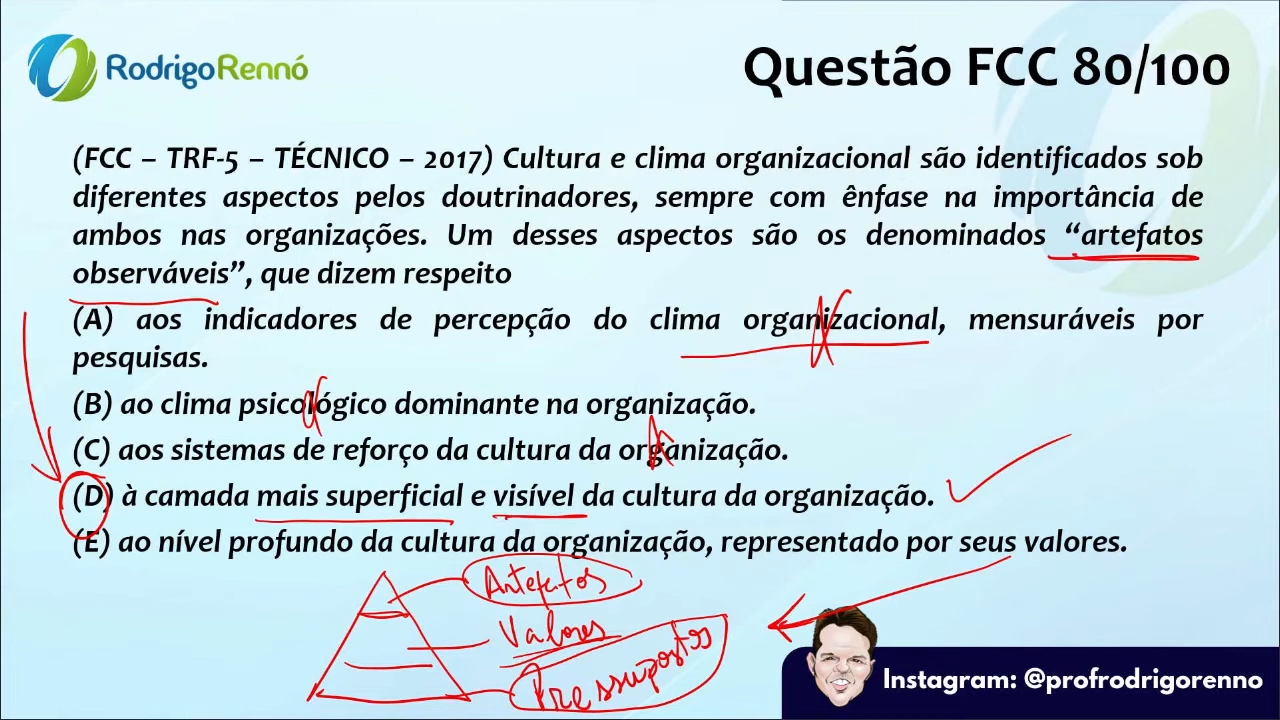 RodrigoRennó
Questão FCC 80/100
(FCC – TRF-5 – TÉCNICO – 2017) Cultura e clima organizacional são identificados sob
diferentes aspectos pelos doutrinadores, sempre com ênfase na importância de
ambos nas organizações. Um desses aspectos são os denominados “artefatos
observáveis”, que dizem respeito
(A) aos indicadores de percepção do clima organizacional, mensuráveis por
pesquisas.
(B) ao clima psicológico dominante na organização.
(C) aos sistemas de reforço da cultura da organização.
(D) à camada mais superficial e visível da cultura da organização.
(E) ao nível profundo da cultura da organização, representado por seus valores.
Artefatos
Valores
Pressupostos
Instagram: @profrodrigorenno